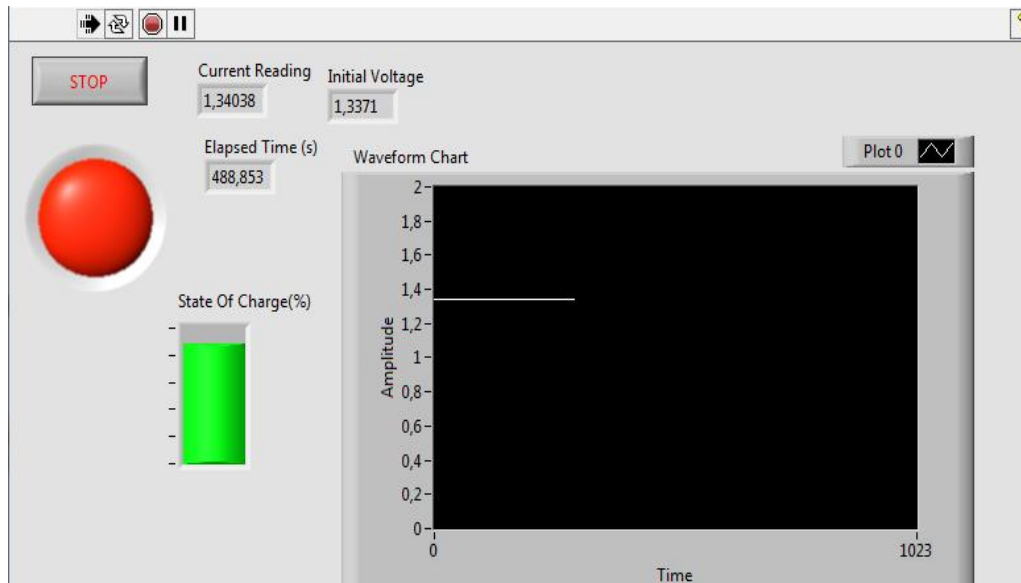 STOP
Current Reading
1,34038
Initial Voltage
1,3371
Elapsed Time (s)
488,853
Waveform Chart
Plot 0
State Of Charge(%)
Amplitude
2
1,8
1,6
1,4
1,2
1
0,8
0,6
0,4
0,2
0
0
1023
Time